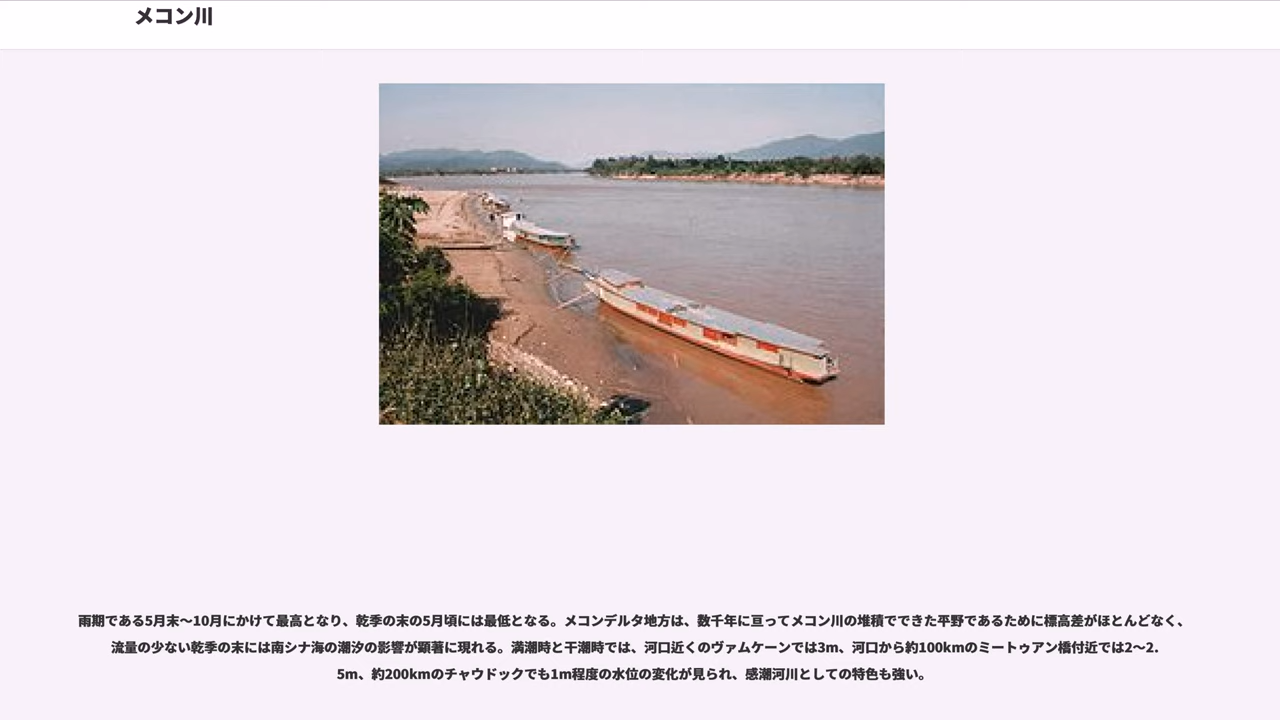 メコン川
雨期である5月末〜10月にかけて最高となり、乾季の末の5月頃には最低となる。メコンデルタ地方は、数千年に亘ってメコン川の堆積でできた平野であるために標高差がほとんどなく、
流量の少ない乾季の末には南シナ海の潮汐の影響が顕著に現れる。満潮時と干潮時では、河口近くのヴァムケーンでは3m、河口から約100kmのミートゥアン橋付近では2〜2.
5m、約200kmのチャウドックでも1m程度の水位の変化が見られ、感潮河川としての特色も強い。